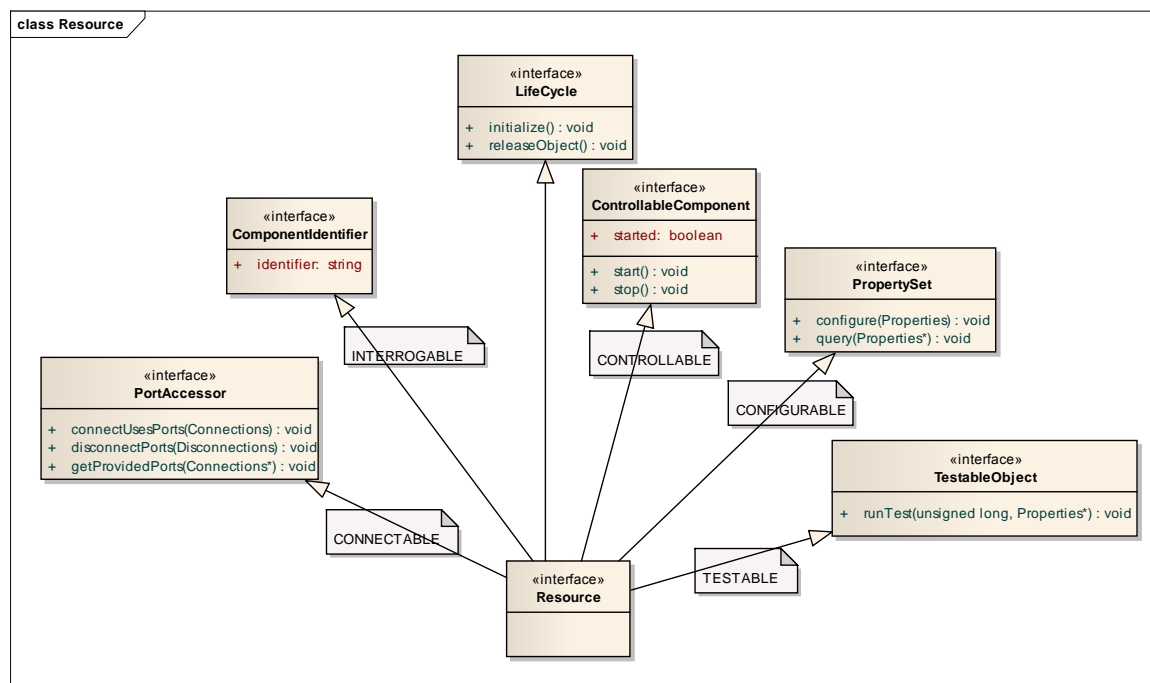 class Resource
«interface»
LifeCycle
+ initialize() : void
+ releaseObject() : void
«interface»
ControllableComponent
+ started: boolean
+ start() : void
+ stop() : void
«interface»
ComponentIdentifier
+ identifier: string
«interface»
PropertySet
+ configure(Properties) : void
+ query(Properties*) : void
INTERROGABLE
CONTROLLABLE
«interface»
PortAccessor
+ connectUsesPorts(Connections) : void
+ disconnectPorts(Disconnections) : void
+ getProvidedPorts(Connections*) : void
CONFIGURABLE
«interface»
TestableObject
+ runTest(unsigned long, Properties*) : void
CONNECTABLE
TESTABLE
«interface»
Resource